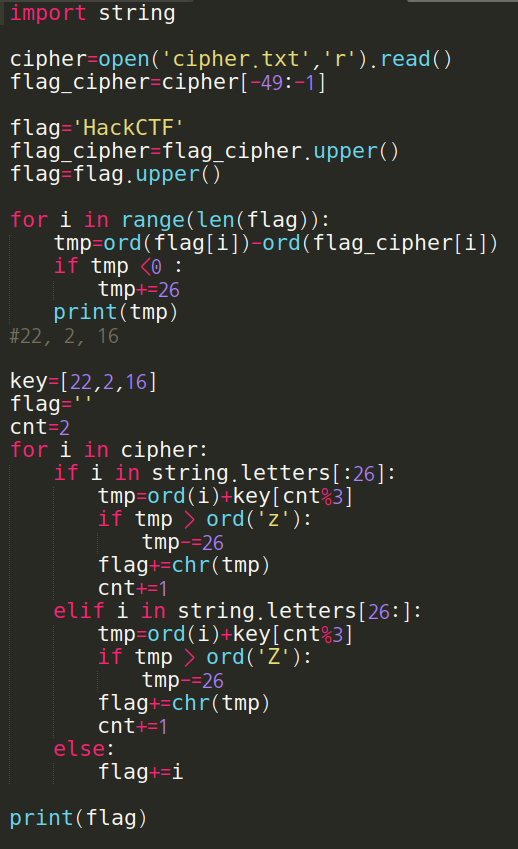 import string
cipher=open('cipher.txt','r').read()
flag_cipher=cipher[-49:-1]
flag='HackCTF'
flag_cipher=flag_cipher.upper()
flag=flag.upper()
for i in range(len(flag)):
    tmp=ord(flag[i])-ord(flag_cipher[i])
    if tmp <0 :
        tmp+=26
    print(tmp)
#22, 2, 16
key=[22,2,16]
flag=''
cnt=2
for i in cipher:
    if i in string.letters[:26]:
        tmp=ord(i)+key[cnt%3]
        if tmp > ord('z'):
            tmp-=26
        flag+=chr(tmp)
        cnt+=1
    elif i in string.letters[26:]:
        tmp=ord(i)+key[cnt%3]
        if tmp > ord('Z'):
            tmp-=26
        flag+=chr(tmp)
        cnt+=1
    else:
        flag+=i
print(flag)